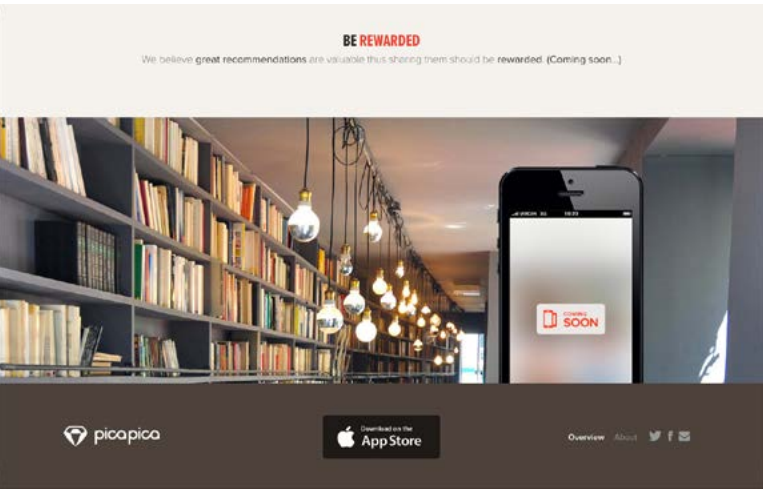 BE REWARDED
We believe great recommendations are valuable thus sharing them should be rewarded. (Coming soon...)
COMING
SOON
picapica
Download on the
App Store
Overview About